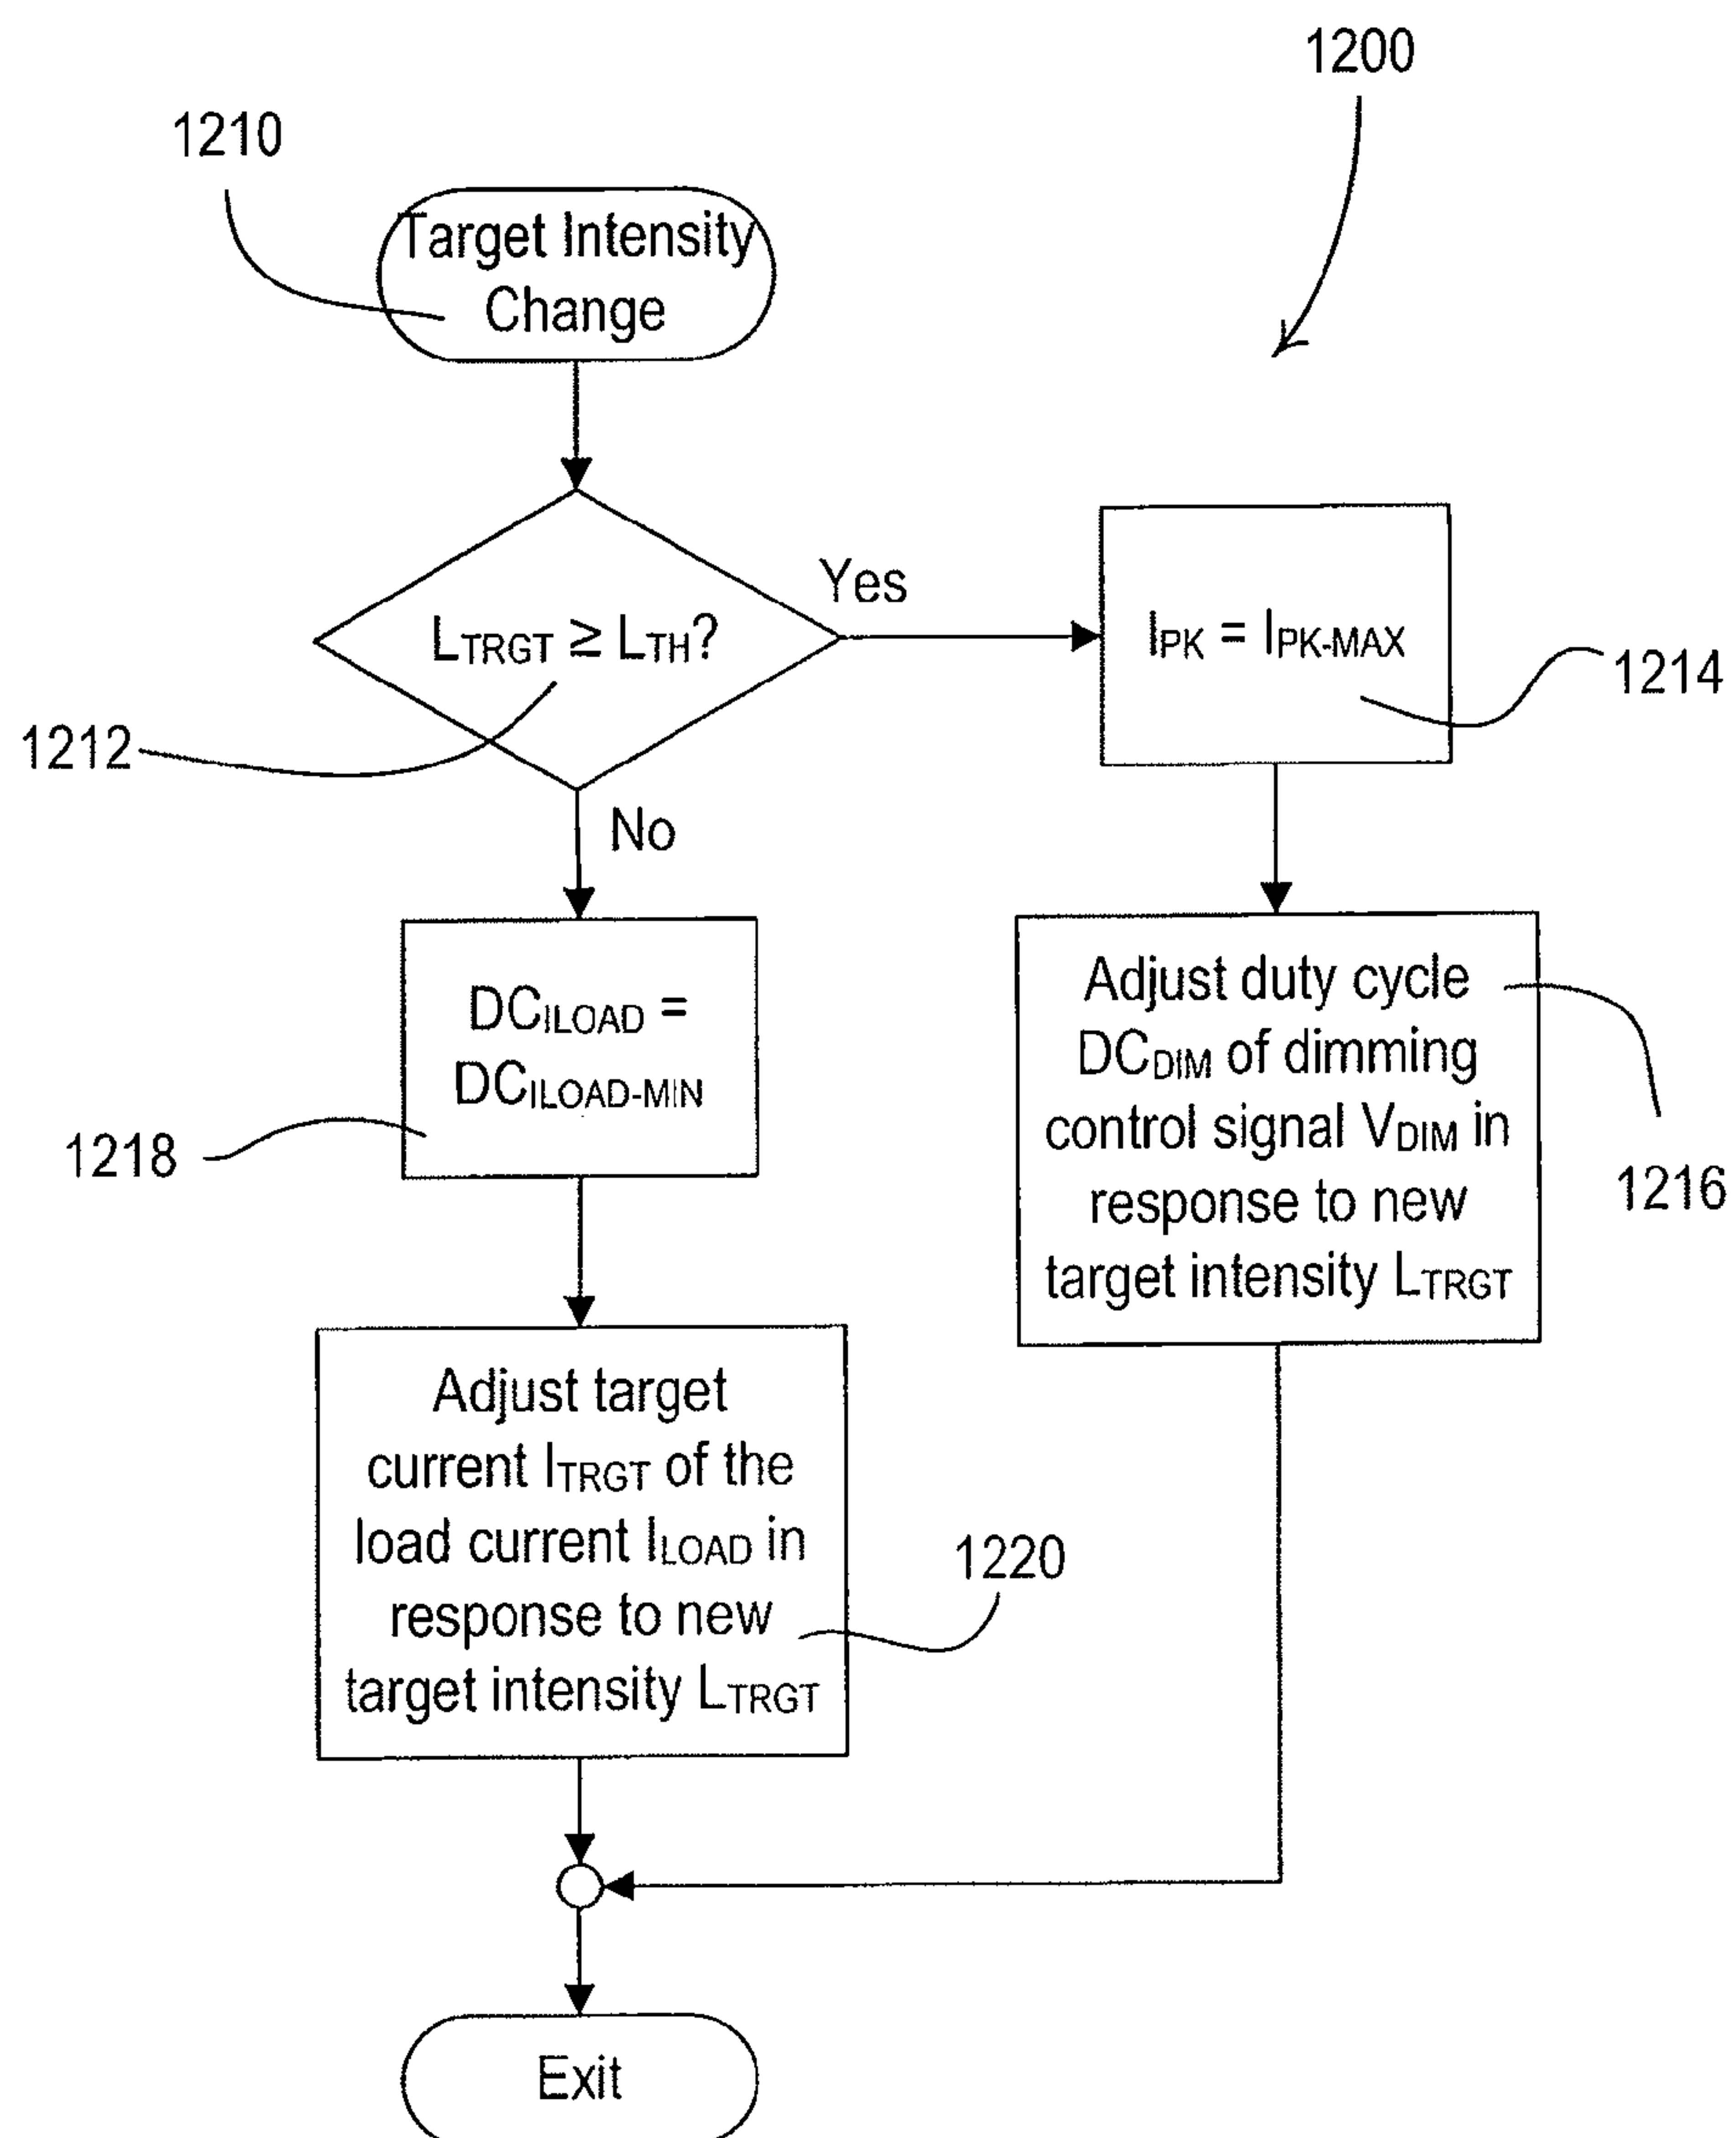 1200
1210
Target Intensity
Change
LTRGT ≥ LTH?
Yes
1212
No
IPK = IPK-MAX
1214
Adjust duty cycle
DCDIM of dimming
control signal VDIM in
response to new
target intensity LTRGT
1216
DCILOAD =
DCILOAD-MIN
1218
Adjust target
current ITRGT of the
load current ILOAD in
response to new
target intensity LTRGT
1220
Exit